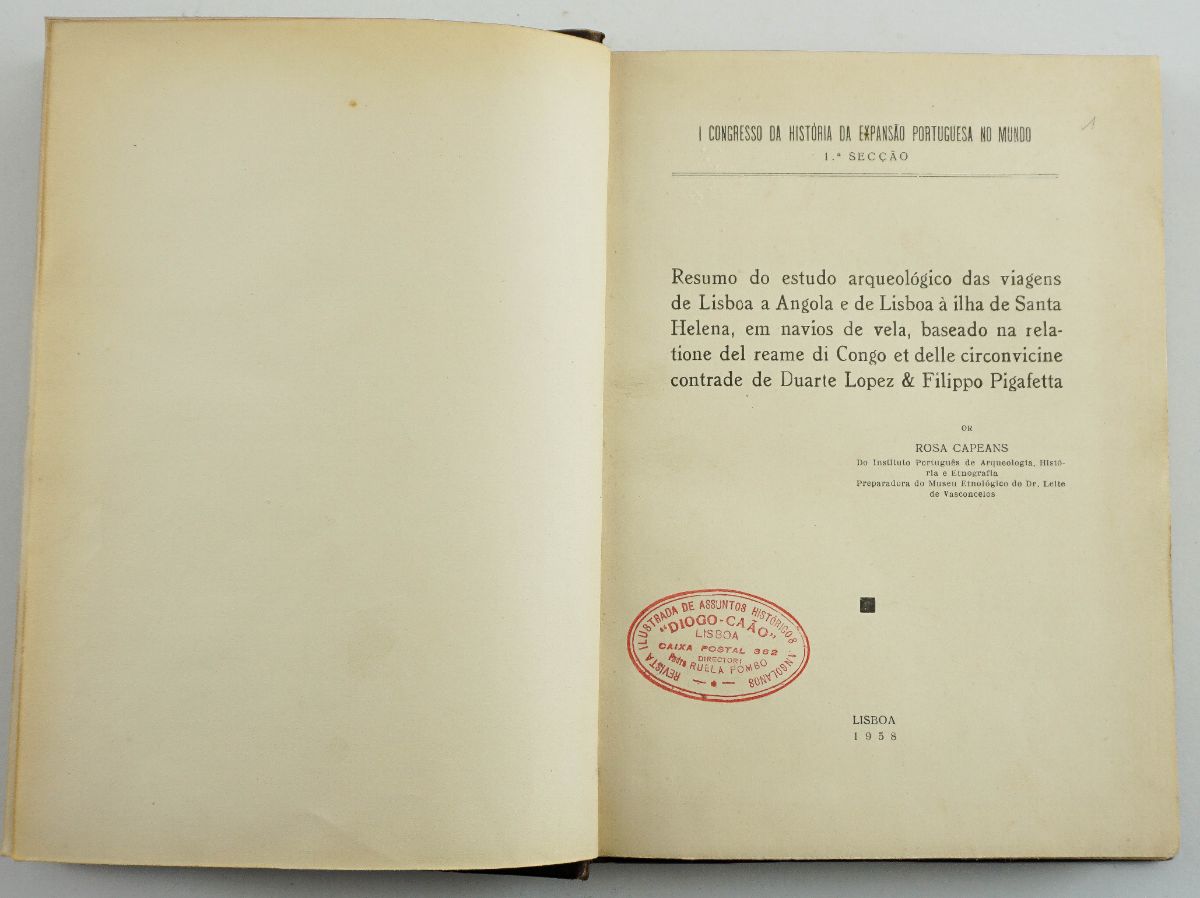 I CONGRESSO DA HISTÓRIA DA EXPANSÃO PORTUGUESA NO MUNDO
1.ª SECÇÃO
1
Resumo do estudo arqueológico das viagens
de Lisboa a Angola e de Lisboa à ilha de Santa
Helena, em navios de vela, baseado na rela-
tione del reame di Congo et delle circonvicine
contrade de Duarte Lopez & Filippo Pigafetta
OR
ROSA CAPEANS
Do Instituto Português de Arqueologia, Histó-
ria e Etnografia
Preparadora do Museu Etnológico do Dr. Leite
de Vasconcelos
REVISTA ILUSTRADA DE ASSUNTOS HISTÓRICOS ANGOLANOS
"DIOGO-CAÃO"
LISBOA
CAIXA POSTAL 362
DIRECTOR:
Padre RUELA POMBO
LISBOA
1938